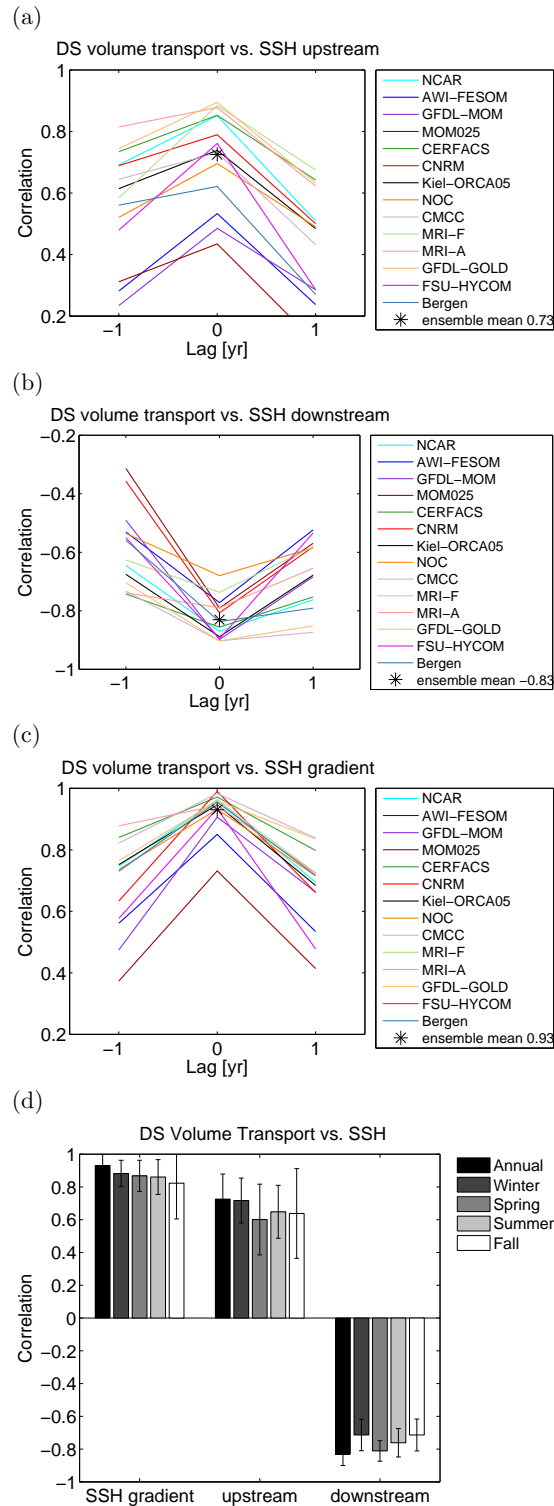 (a)
DS volume transport vs. SSH upstream
1
0.8
0.6
0.4
0.2
Correlation
−1
0
1
Lag [yr]
NCAR
AWI−FESOM
GFDL−MOM
MOM025
CERFACS
CNRM
Kiel−ORCA05
NOC
CMCC
MRI−F
MRI−A
GFDL−GOLD
FSU−HYCOM
Bergen
ensemble mean 0.73
(b)
DS volume transport vs. SSH downstream
−0.2
−0.4
−0.6
−0.8
−1
Correlation
−1
0
1
Lag [yr]
NCAR
AWI−FESOM
GFDL−MOM
MOM025
CERFACS
CNRM
Kiel−ORCA05
NOC
CMCC
MRI−F
MRI−A
GFDL−GOLD
FSU−HYCOM
Bergen
ensemble mean −0.83
(c)
DS volume transport vs. SSH gradient
1
0.8
0.6
0.4
0.2
Correlation
−1
0
1
Lag [yr]
NCAR
AWI−FESOM
GFDL−MOM
MOM025
CERFACS
CNRM
Kiel−ORCA05
NOC
CMCC
MRI−F
MRI−A
GFDL−GOLD
FSU−HYCOM
Bergen
ensemble mean 0.93
(d)
DS Volume Transport vs. SSH
1
0.8
0.6
0.4
0.2
0
−0.2
−0.4
−0.6
−0.8
−1
Correlation
SSH gradient
upstream
downstream
Annual
Winter
Spring
Summer
Fall